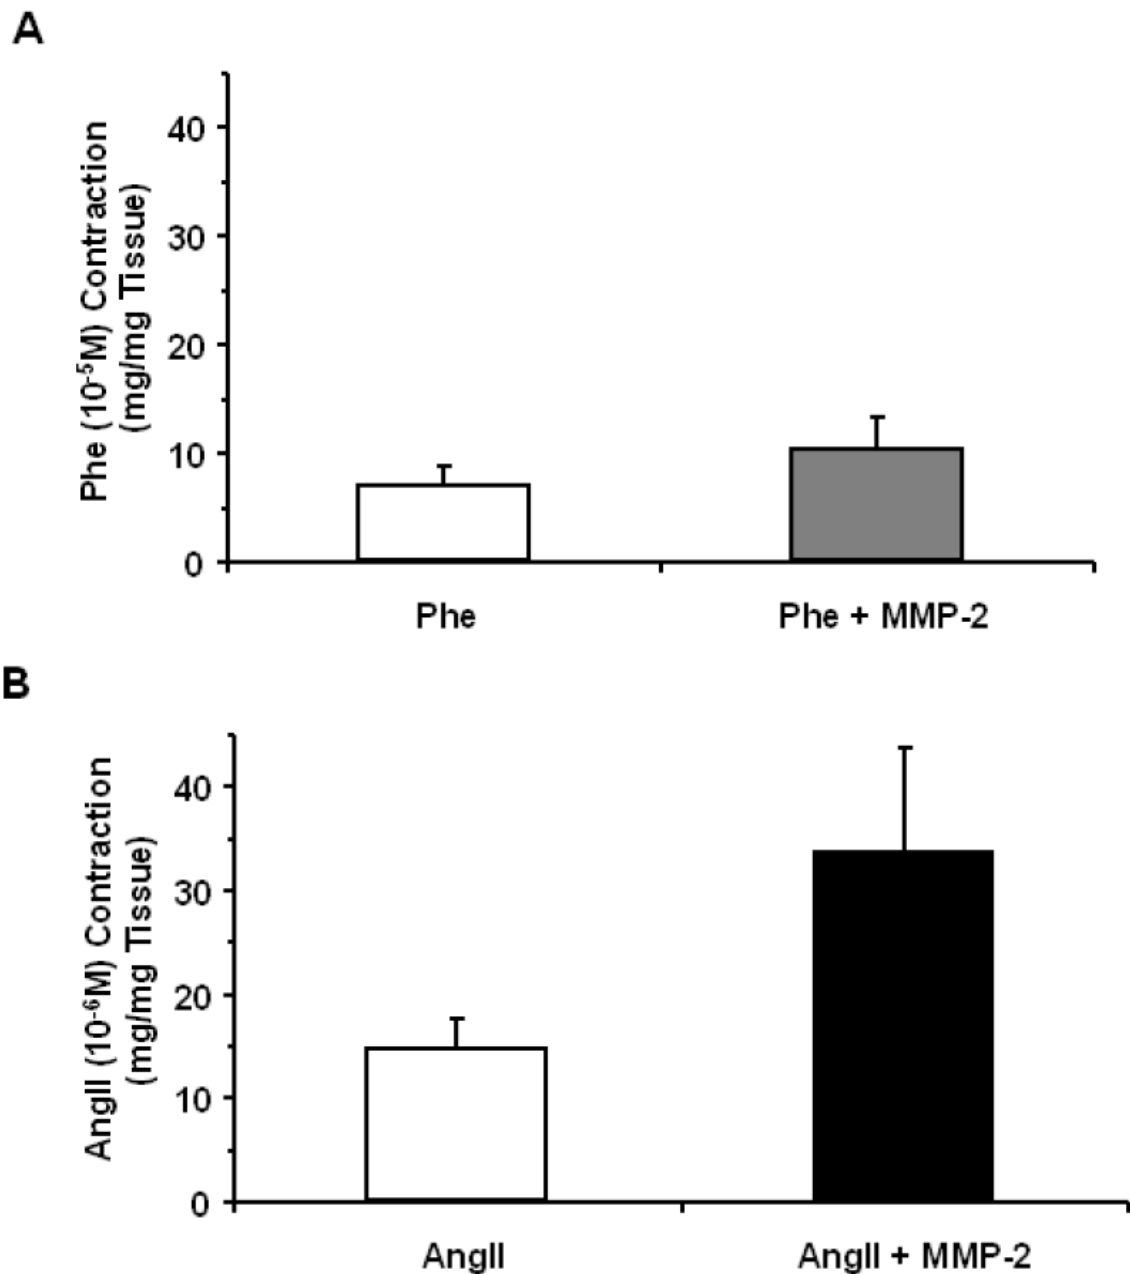 A
Phe (10-5M) Contraction
(mg/mg Tissue)
40
30
20
10
0
Phe
Phe + MMP-2
B
AngII (10-6M) Contraction
(mg/mg Tissue)
40
30
20
10
0
AngII
AngII + MMP-2